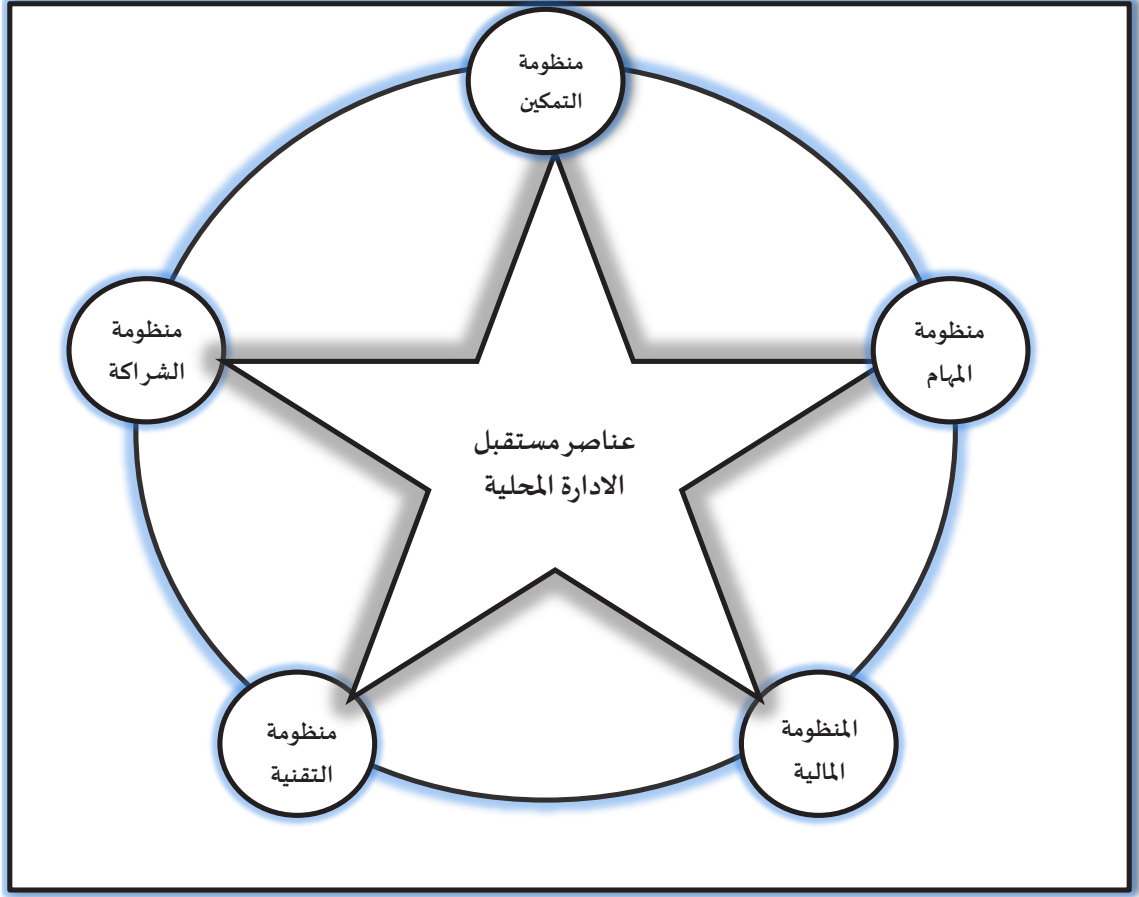 منظومة
التمكين
منظومة
المهام
منظومة
الشراكة
عناصر مستقبل
الادارة المحلية
المنظومة
المالية
منظومة
التقنية